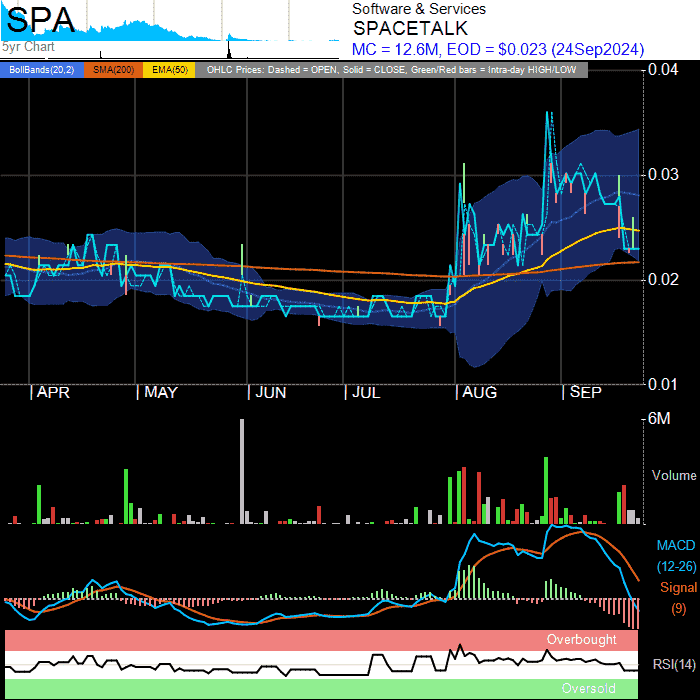 SPA
5yr Chart
Software & Services
SPACETALK
MC = 12.6M, EOD = $0.023 (24Sep2024)
BollBands(20,2) SMA(200) EMA(50) OHLC Prices: Dashed = OPEN, Solid = CLOSE, Green/Red bars = Intra-day HIGH/LOW
0.04
0.03
0.02
0.01
APR MAY JUN JUL AUG SEP
6M
Volume
MACD
(12-26)
Signal
(9)
Overbought
RSI(14)
Oversold